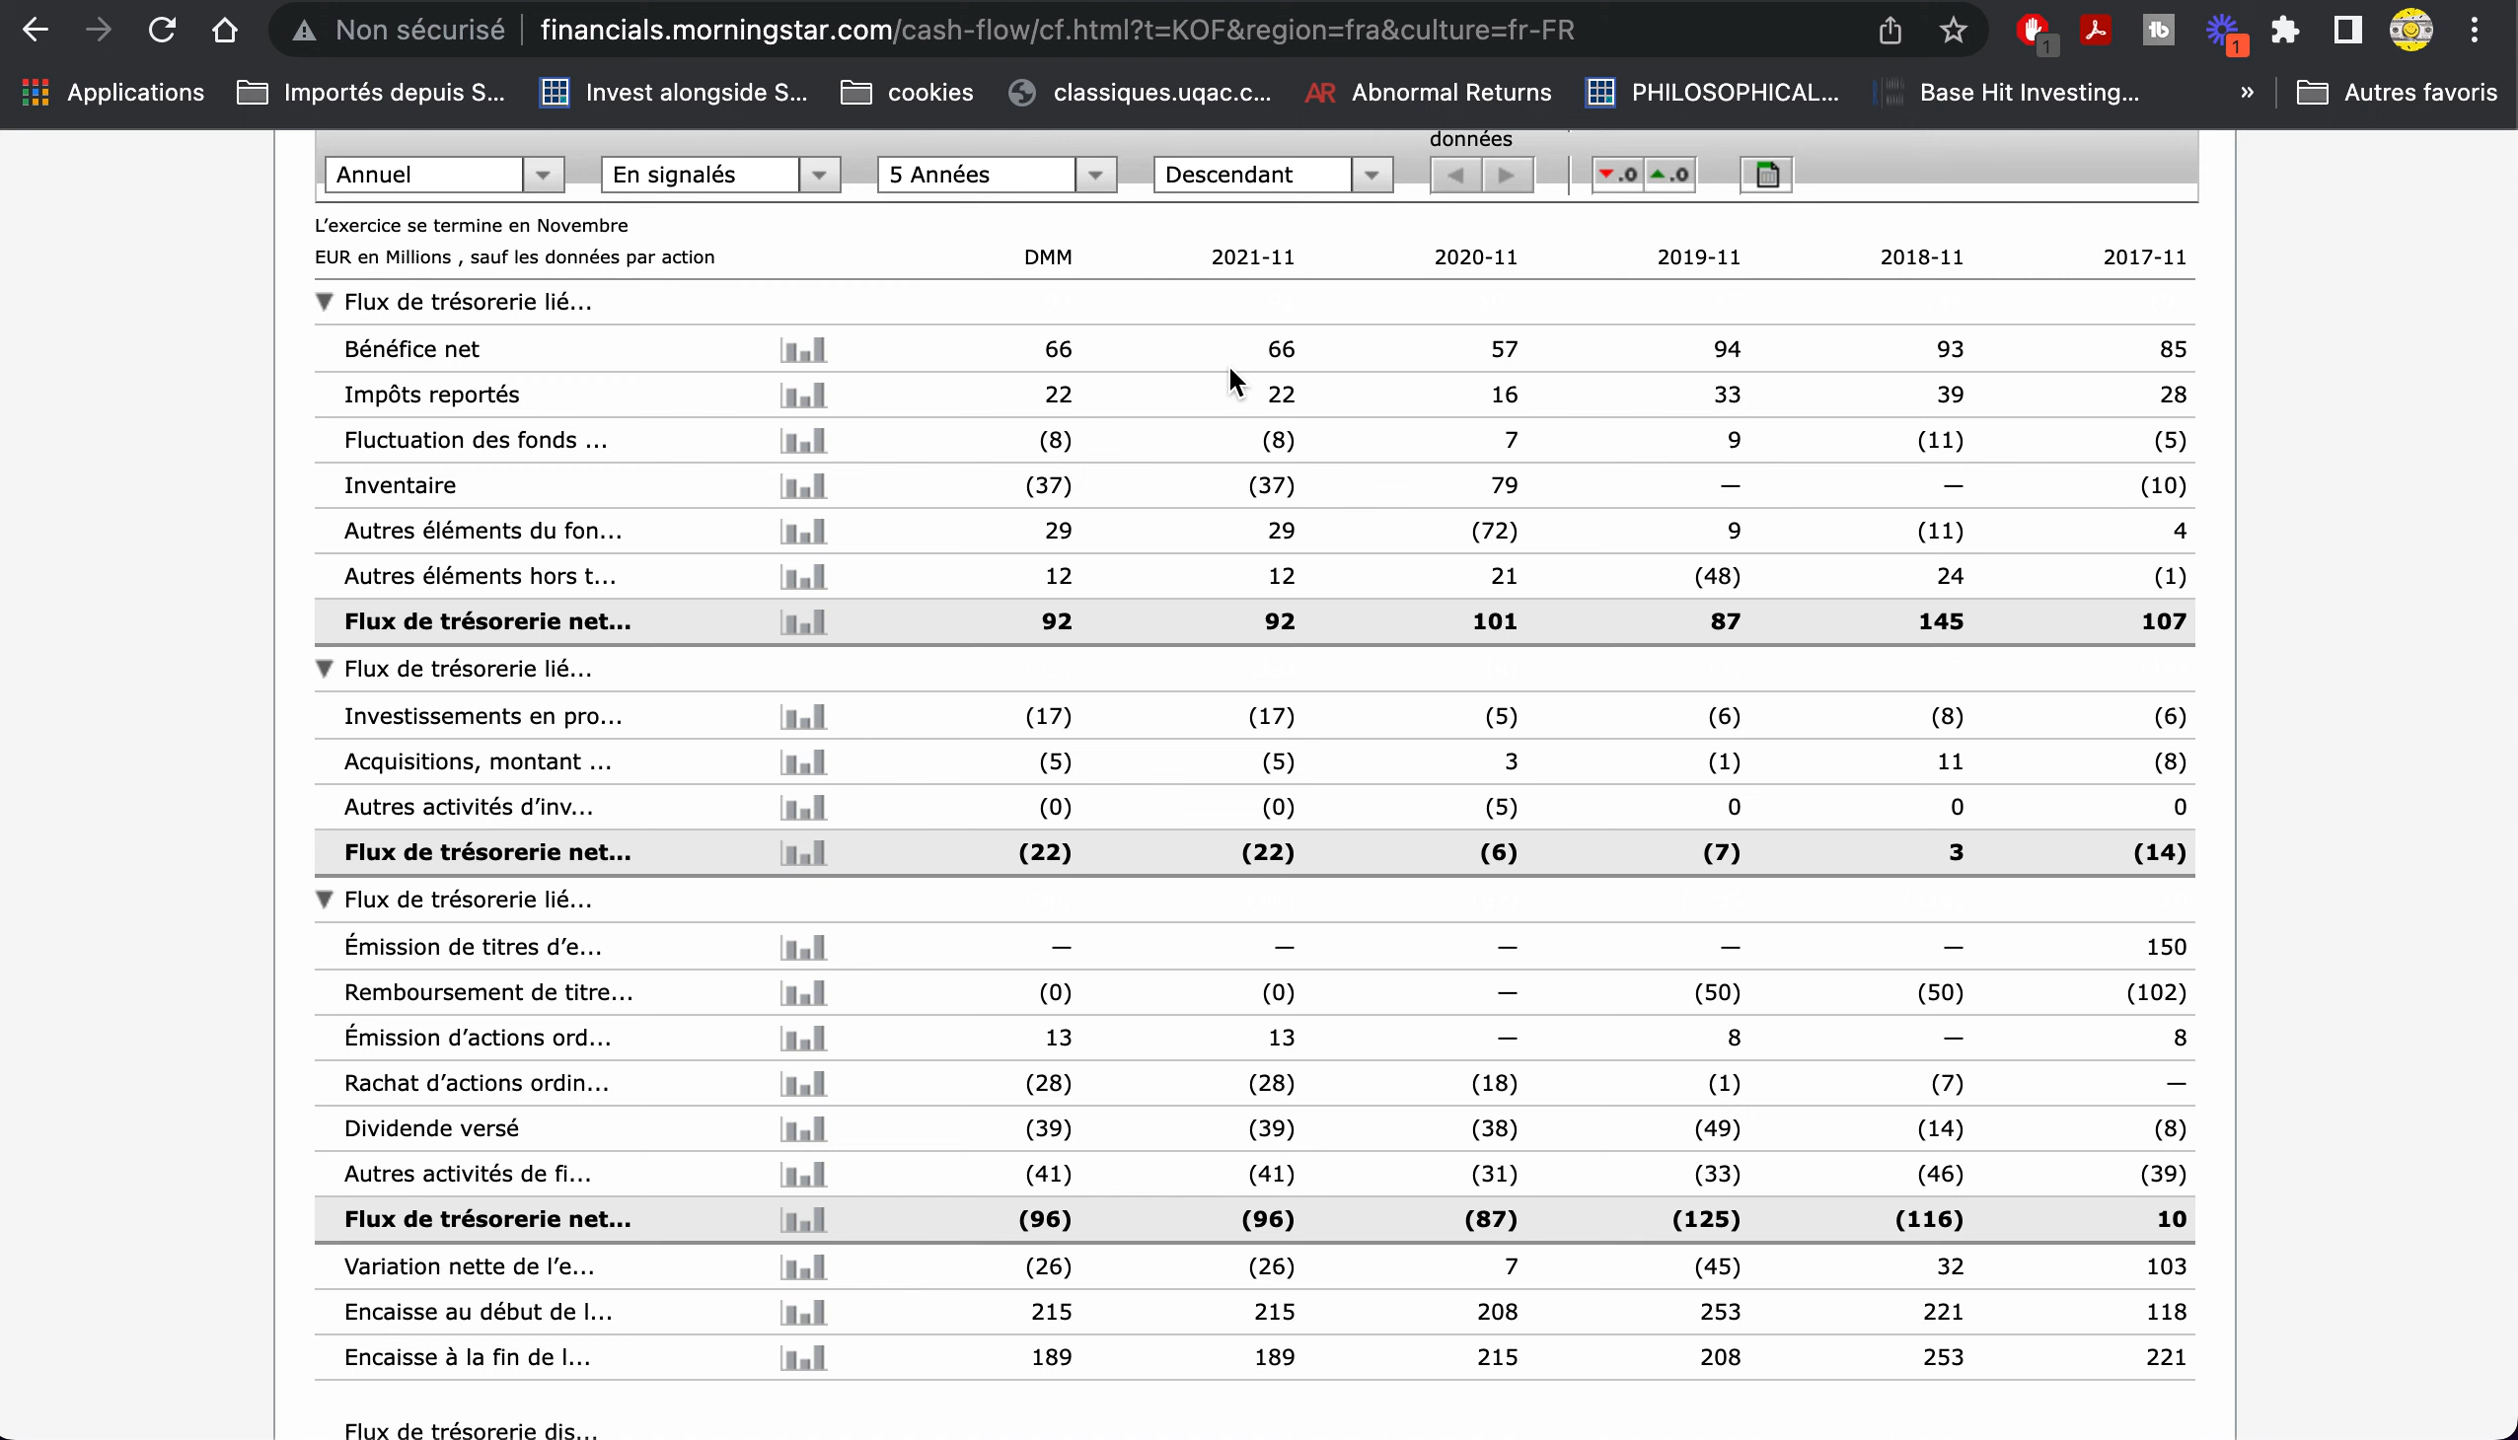 Non sécurisé financials.morningstar.com/cash-flow/cf.html?t=KOF&region=fra&culture=fr-FR 1 1
Applications Importés depuis S... Invest alongside S... cookies classiques.uqac.c... AR Abnormal Returns PHILOSOPHICAL... Base Hit Investing... » Autres favoris
données
Annuel En signalés 5 Années Descendant .0 .0
L’exercice se termine en Novembre
EUR en Millions , sauf les données par action DMM 2021-11 2020-11 2019-11 2018-11 2017-11
Flux de trésorerie lié...
Bénéfice net 66 66 57 94 93 85
Impôts reportés 22 22 16 33 39 28
Fluctuation des fonds ... (8) (8) 7 9 (11) (5)
Inventaire (37) (37) 79 — — (10)
Autres éléments du fon... 29 29 (72) 9 (11) 4
Autres éléments hors t... 12 12 21 (48) 24 (1)
Flux de trésorerie net... 92 92 101 87 145 107
Flux de trésorerie lié...
Investissements en pro... (17) (17) (5) (6) (8) (6)
Acquisitions, montant ... (5) (5) 3 (1) 11 (8)
Autres activités d’inv... (0) (0) (5) 0 0 0
Flux de trésorerie net... (22) (22) (6) (7) 3 (14)
Flux de trésorerie lié...
Émission de titres d’e... — — — — — 150
Remboursement de titre... (0) (0) — (50) (50) (102)
Émission d’actions ord... 13 13 — 8 — 8
Rachat d’actions ordin... (28) (28) (18) (1) (7) —
Dividende versé (39) (39) (38) (49) (14) (8)
Autres activités de fi... (41) (41) (31) (33) (46) (39)
Flux de trésorerie net... (96) (96) (87) (125) (116) 10
Variation nette de l’e... (26) (26) 7 (45) 32 103
Encaisse au début de l... 215 215 208 253 221 118
Encaisse à la fin de l... 189 189 215 208 253 221
Flux de trésorerie dis...